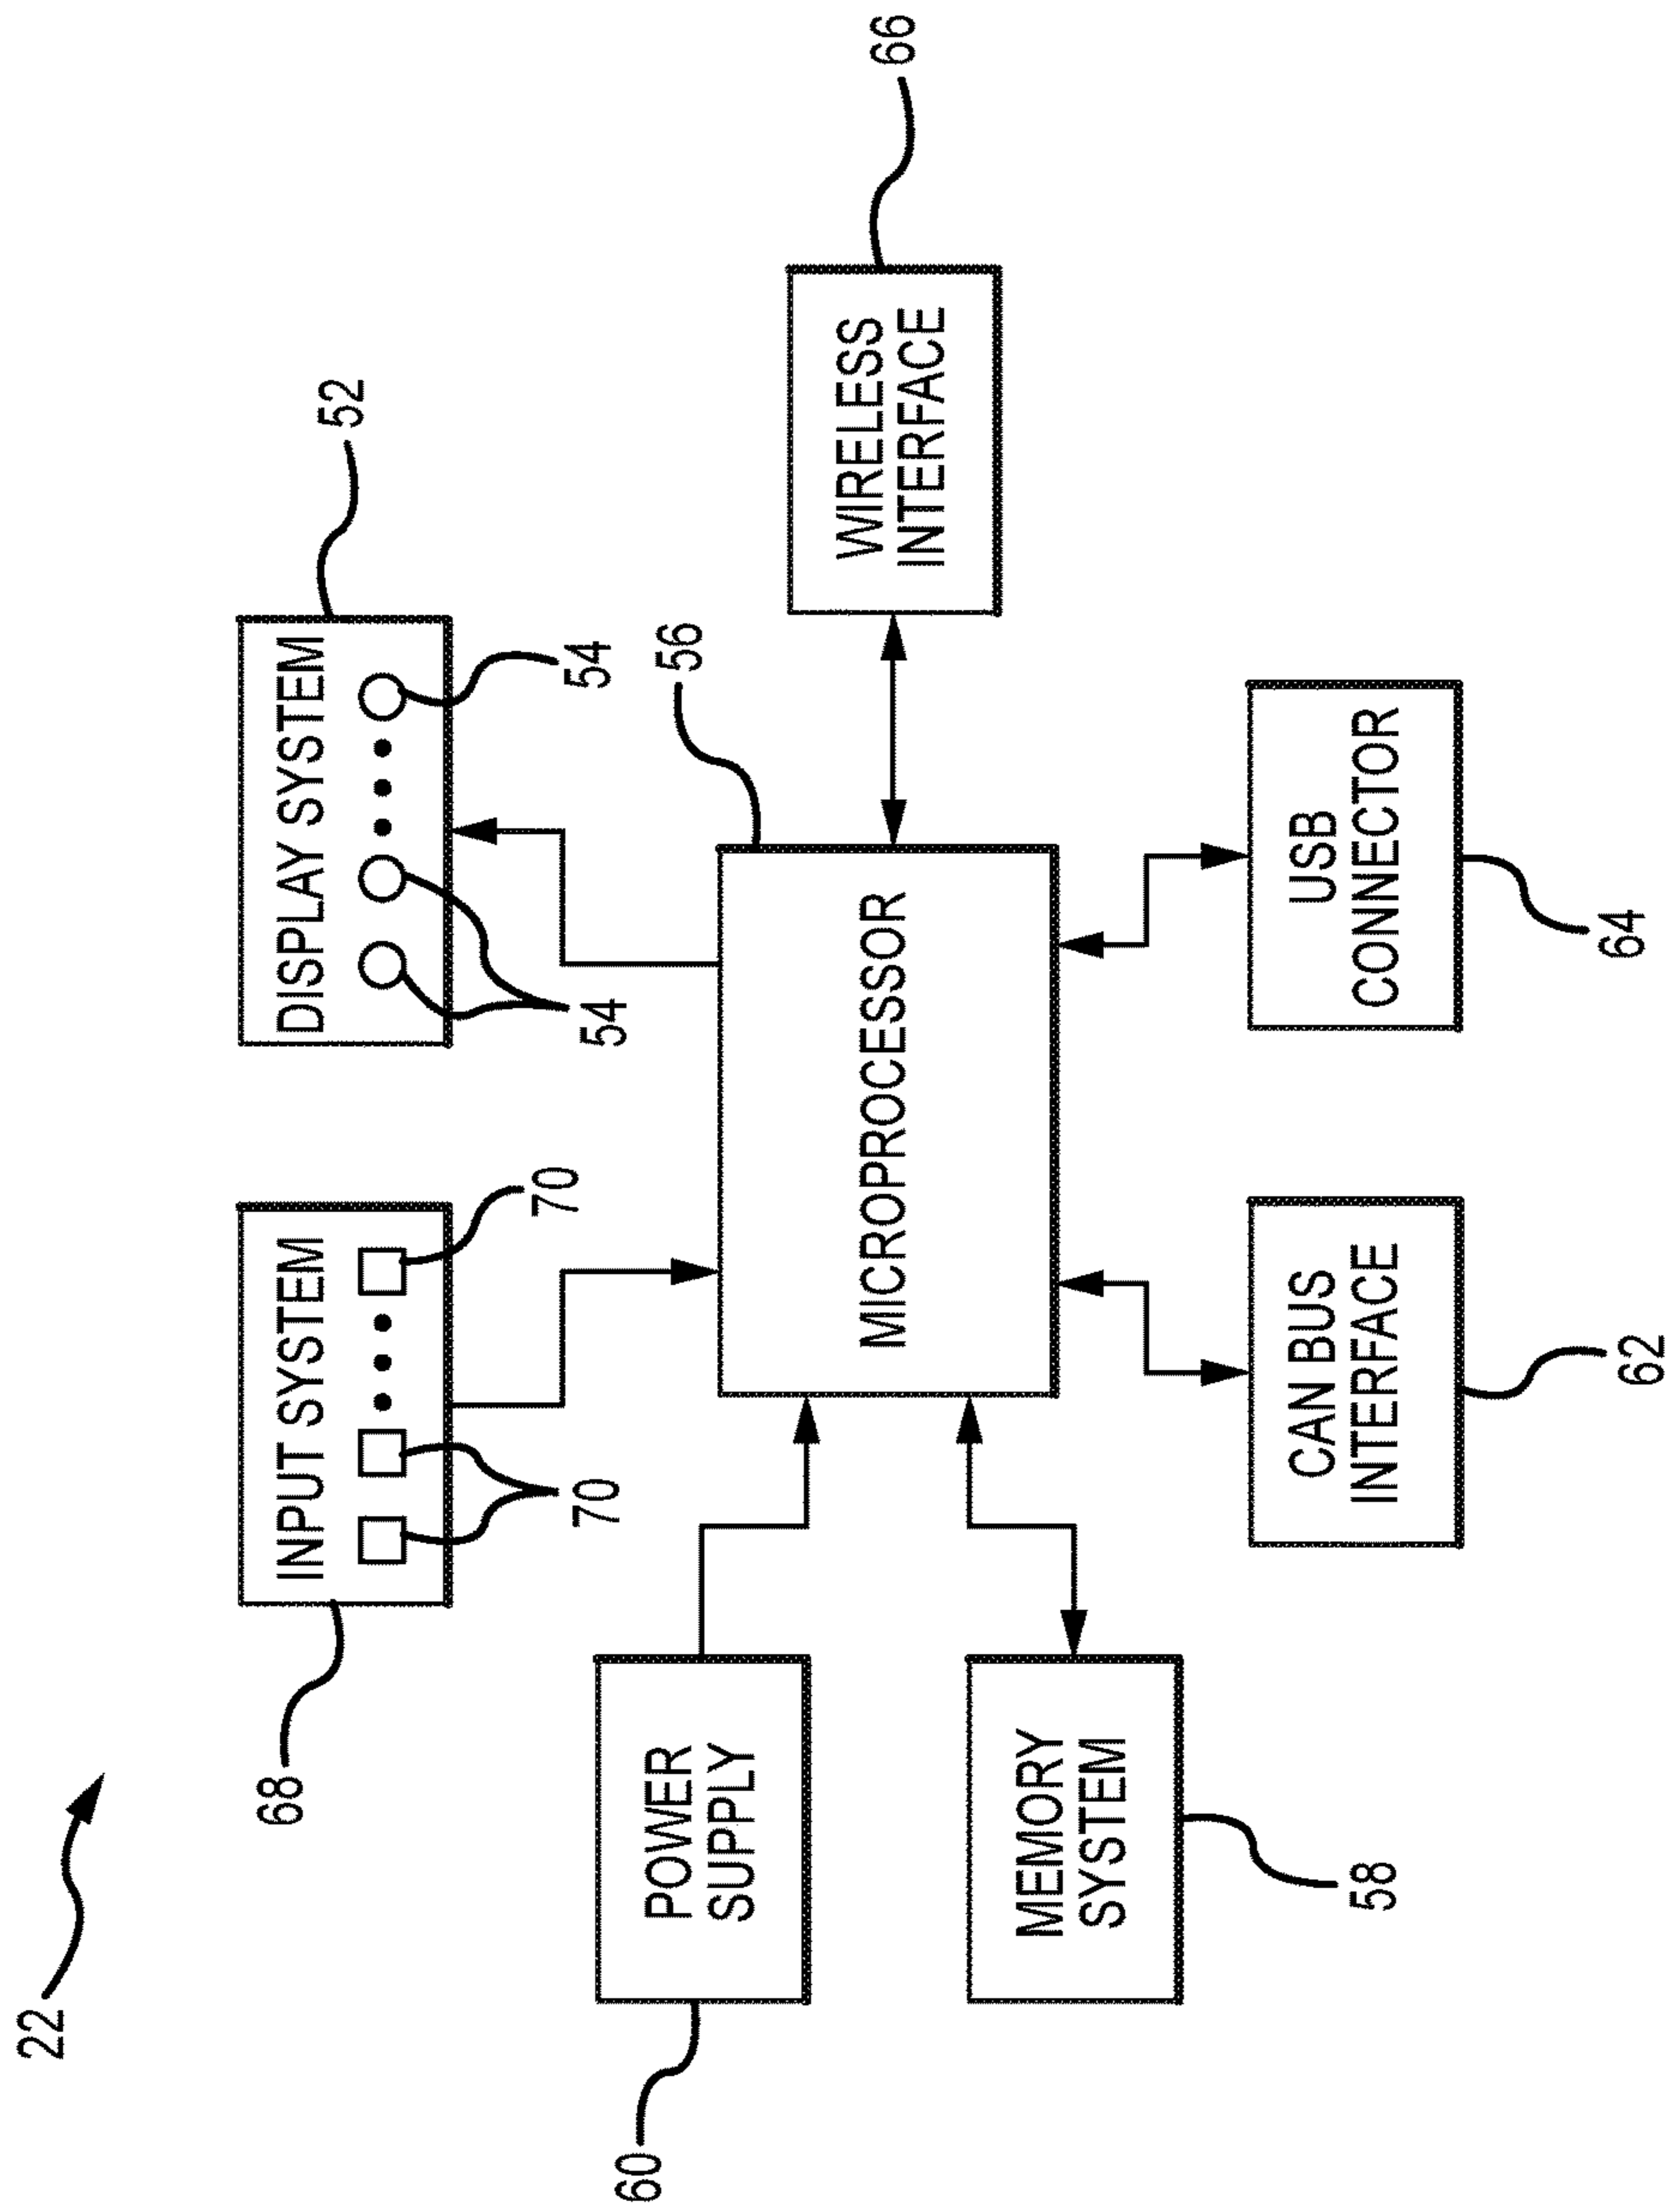 22
68
INPUT SYSTEM
70
70
DISPLAY SYSTEM
52
54
54
60
POWER
SUPPLY
56
MICROPROCESSOR
WIRELESS
INTERFACE
66
MEMORY
SYSTEM
58
CAN BUS
INTERFACE
62
USB
CONNECTOR
64